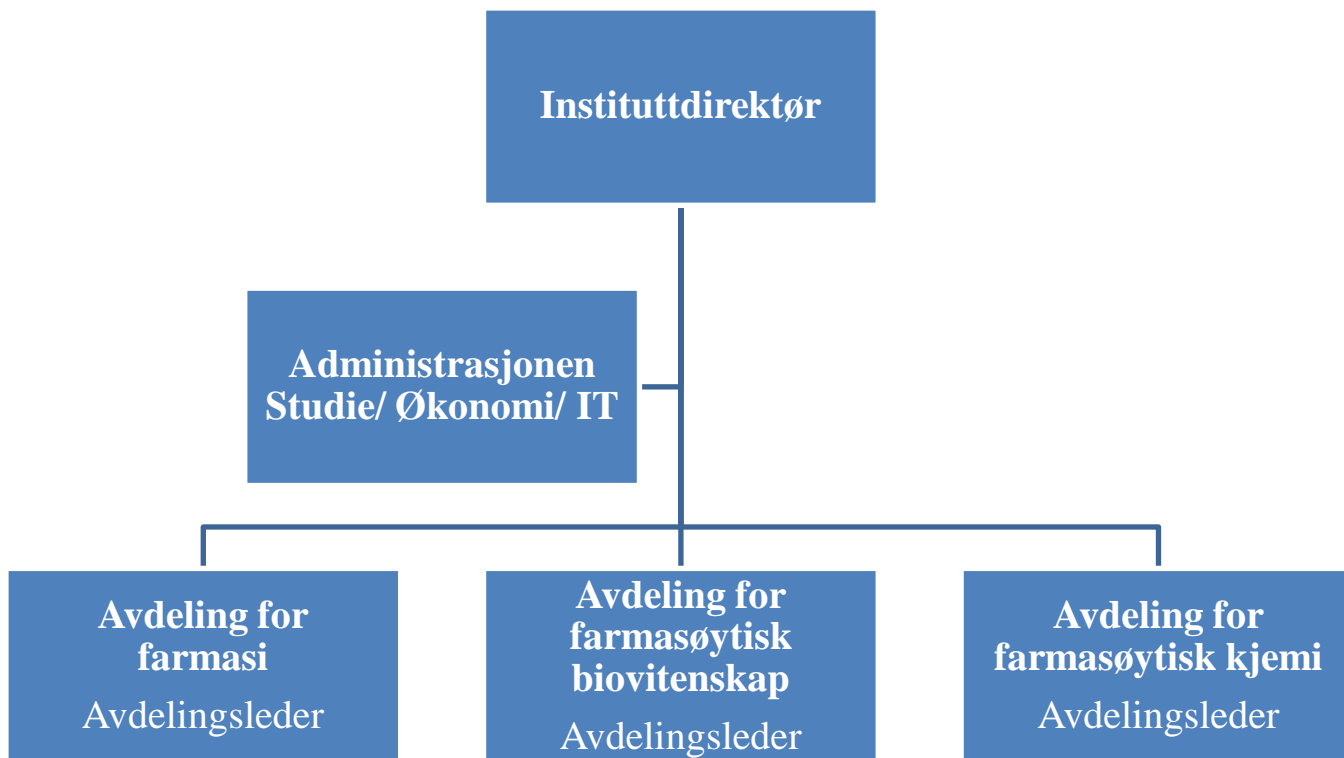 Instituttdirektør
Administrasjonen
Studie/ Økonomi/ IT
Avdeling for
farmasi
Avdelingsleder
Avdeling for
farmasøytisk
biovitenskap
Avdelingsleder
Avdeling for
farmasøytisk kjemi
Avdelingsleder